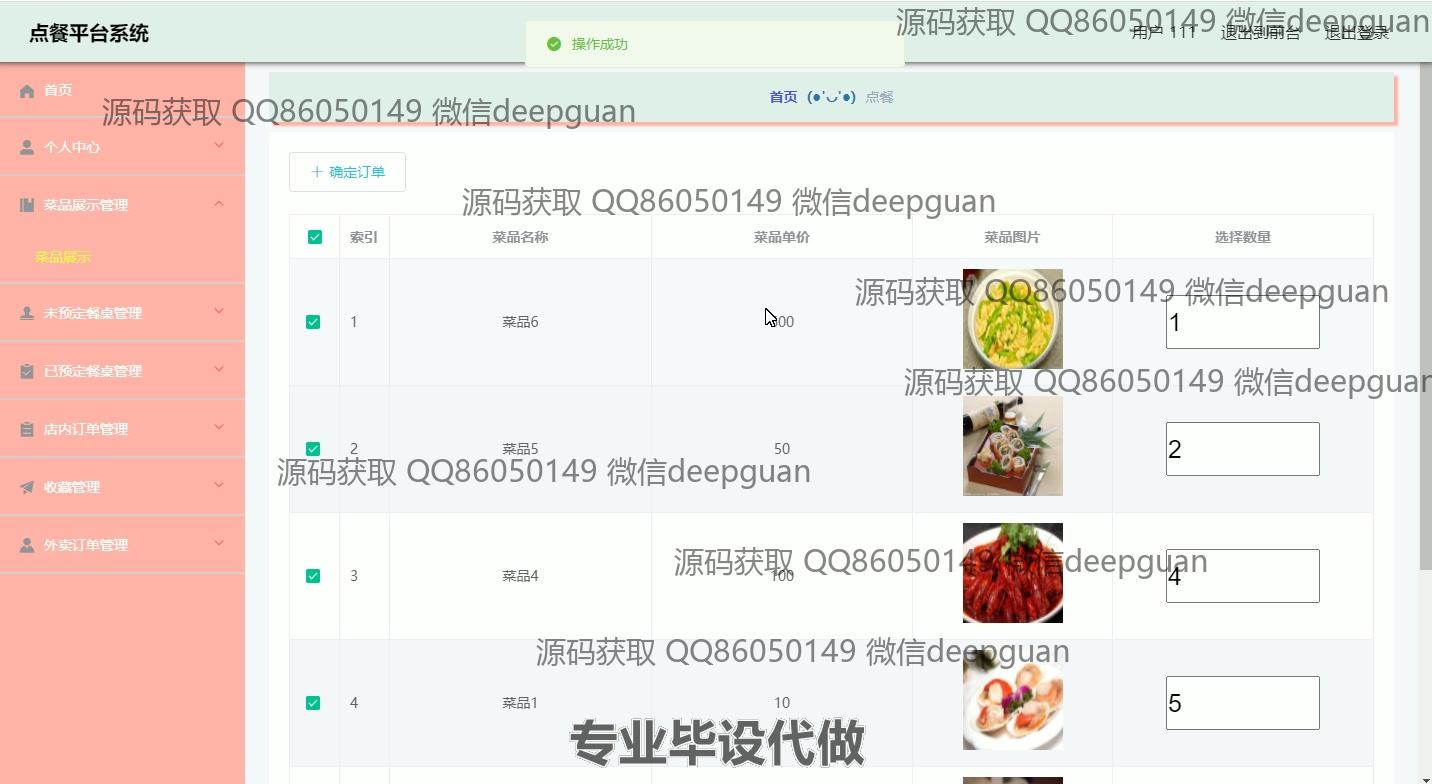 点餐平台系统
操作成功
源码获取 QQ86050149 微信deepguan
用户 111 退出到前台 退出登录
首页
源码获取 QQ86050149 微信deepguan
首页 (●'◡'●) 点餐
个人中心
+ 确定订单
菜品展示管理
源码获取 QQ86050149 微信deepguan
索引 菜品名称 菜品单价 菜品图片 选择数量
菜品展示
源码获取 QQ86050149 微信deepguan
未预定餐桌管理
1 菜品6 1
已预定餐桌管理
源码获取 QQ86050149 微信deepguan
店内订单管理
2 菜品5 50 2
源码获取 QQ86050149 微信deepguan
收藏管理
外卖订单管理
源码获取 QQ86050149 微信deepguan
3 菜品4 100 4
源码获取 QQ86050149 微信deepguan
4 菜品1 10 5
专业毕设代做